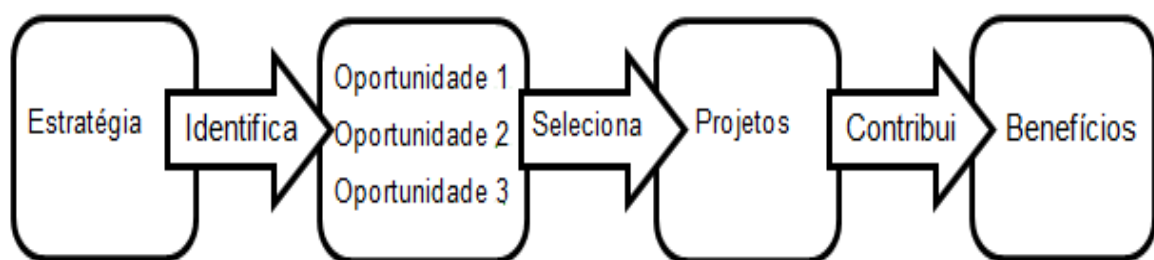 Estratégia
Identifica
Oportunidade 1
Oportunidade 2
Oportunidade 3
Seleciona
Projetos
Contribui
Benefícios